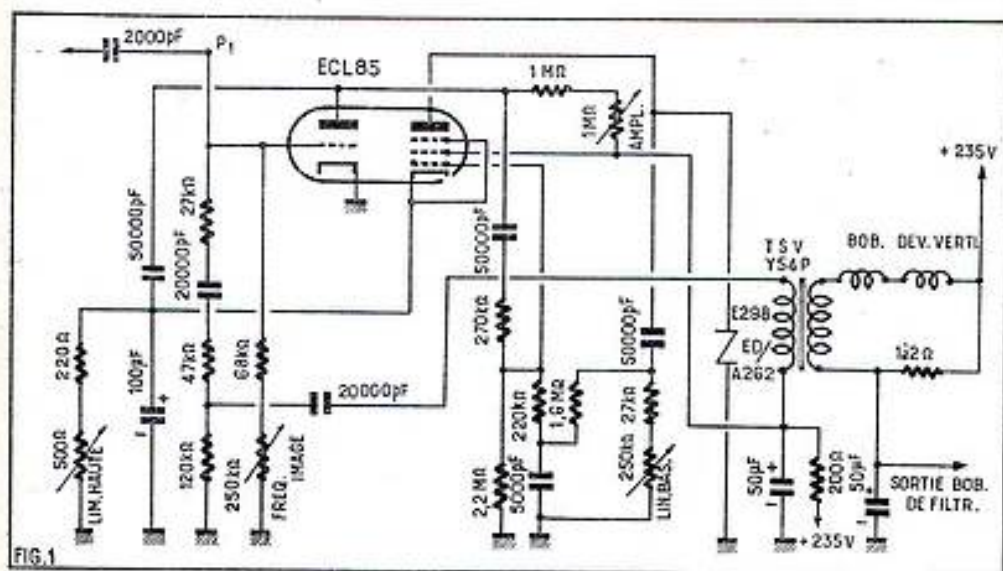 2000pF
P1
ECL85
1MΩ
1MΩ
AMPL.
+235V
50000pF
27kΩ
20000pF
50000pF
TSV
Y54P
BOB. DEV. VERTI.
220Ω
100µF
+
-
47kΩ
68kΩ
270kΩ
50000pF
E298
ED/
A262
1,2Ω
20000pF
220kΩ
1,6MΩ
27kΩ
500Ω
LIM. HAUTE
120kΩ
250kΩ
FREQ. IMAGE
2,2MΩ
5000pF
250kΩ
LIN. BAS.
50µF
+
-
200Ω
50µF
+
-
SORTIE BOB.
DE FILTR.
+235V
FIG.1